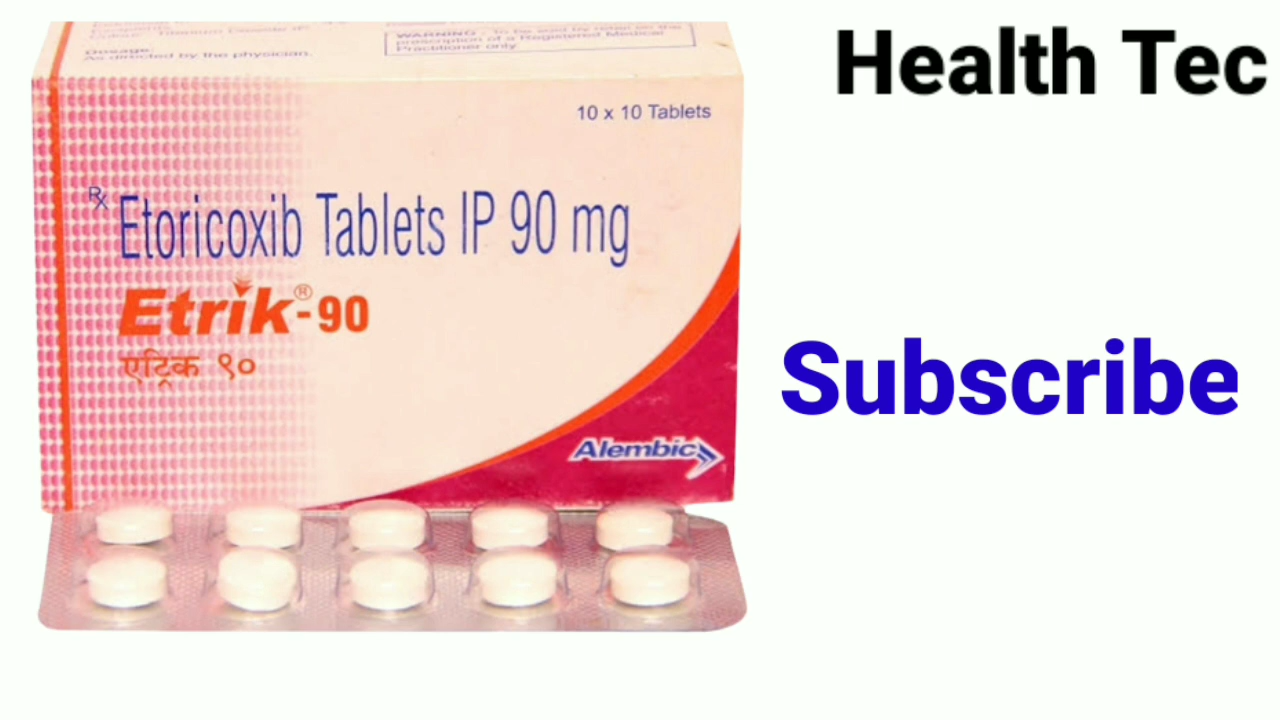 Dosage
As directed by the physician.
WARNING - To be sold by retail on the
prescription of a Registered Medical
Practitioner only
Health Tec
10 x 10 Tablets
Rx Etoricoxib Tablets IP 90 mg
Etrik®-90
एट्रिक ९०
Subscribe
Alembic